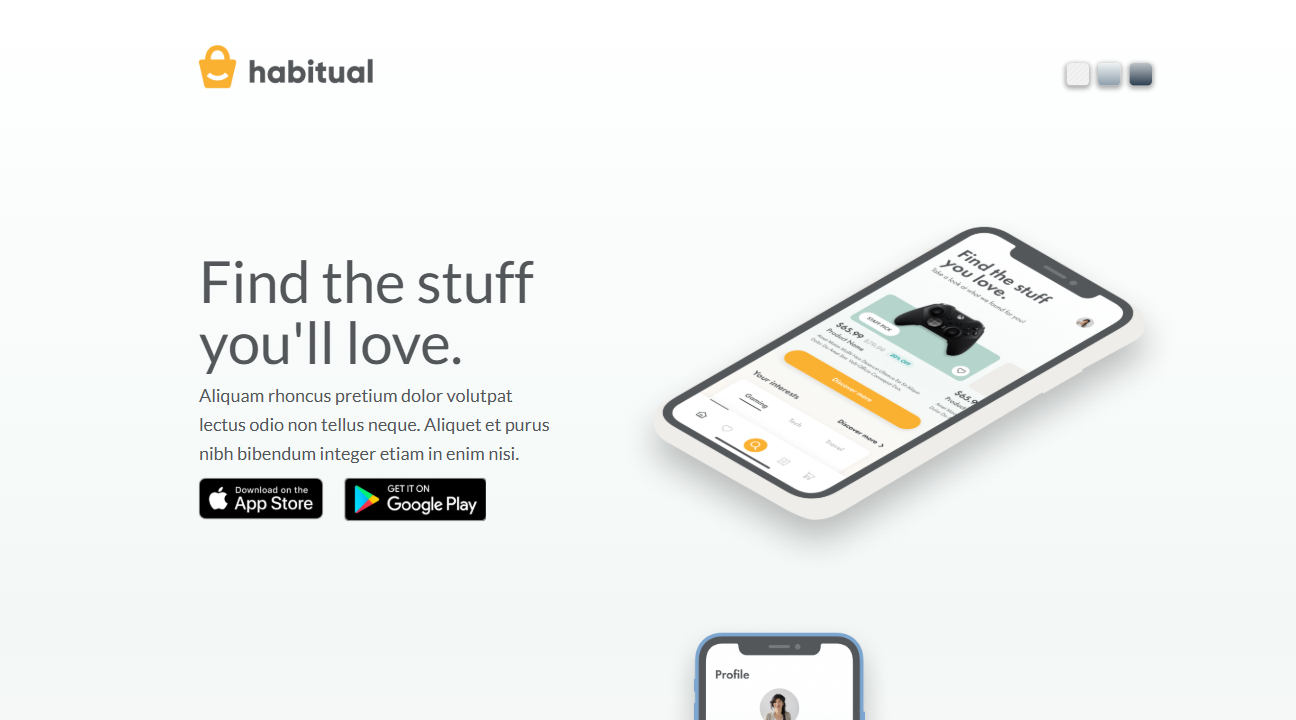 habitual
Find the stuff
you'll love.
Aliquam rhoncus pretium dolor volutpat
lectus odio non tellus neque. Aliquet et purus
nibh bibendum integer etiam in enim nisi.
Download on the
App Store
GET IT ON
Google Play
Find the stuff
you love.
Take a look at what we found for you!
STAFF PICK
$65.99
20% OFF
Product Name
Discover more
$65.9
Product
Your interests
Discover more >
Gaming
Tech
Travel
Profile